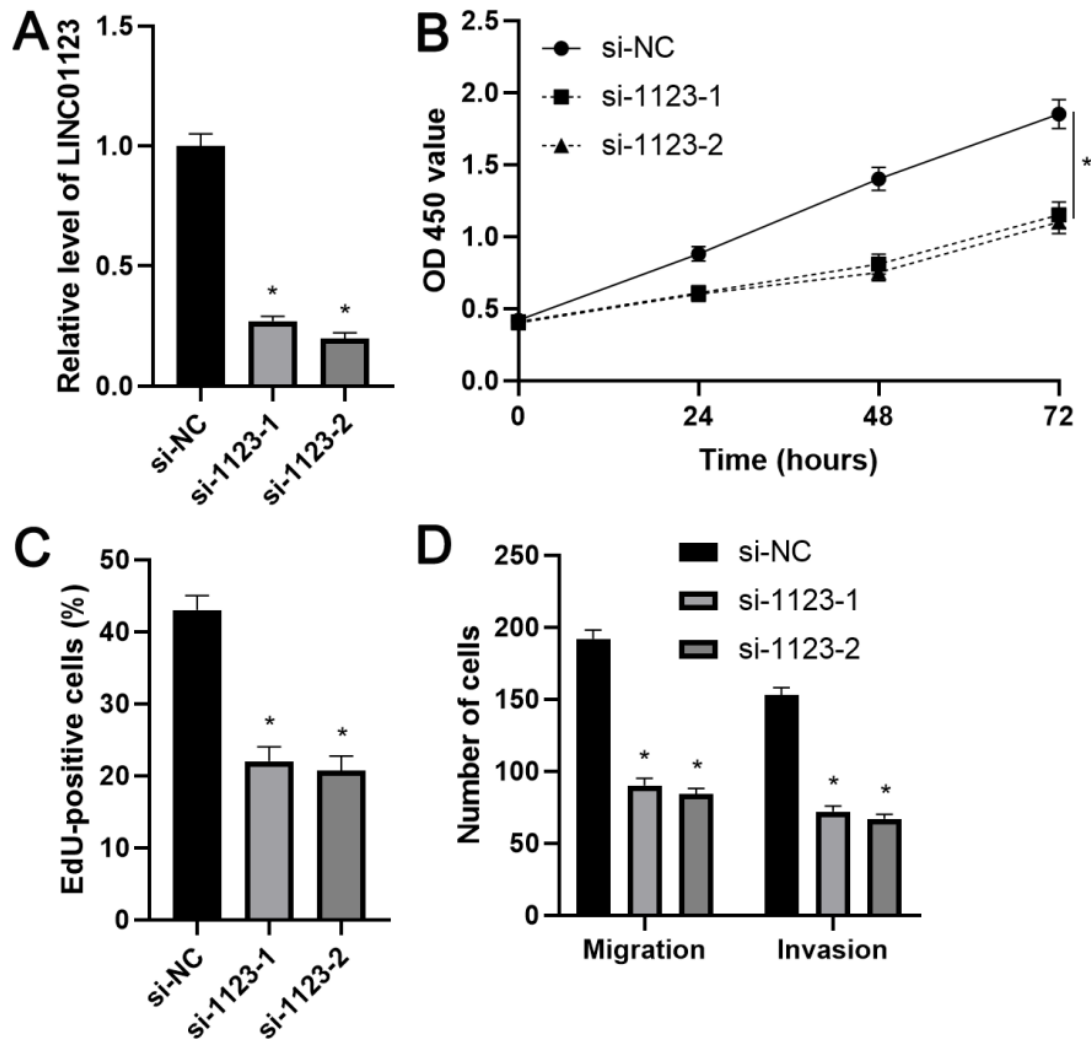 A
Relative level of LINC01123
1.5
1.0
0.5
0.0
*
*
si-NC
si-1123-1
si-1123-2
B
OD 450 value
2.5
2.0
1.5
1.0
0.5
0.0
si-NC
si-1123-1
si-1123-2
*
0
24
48
72
Time (hours)
C
EdU-positive cells (%)
50
40
30
20
10
0
*
*
si-NC
si-1123-1
si-1123-2
D
Number of cells
250
200
150
100
50
0
si-NC
si-1123-1
si-1123-2
*
*
*
*
Migration
Invasion